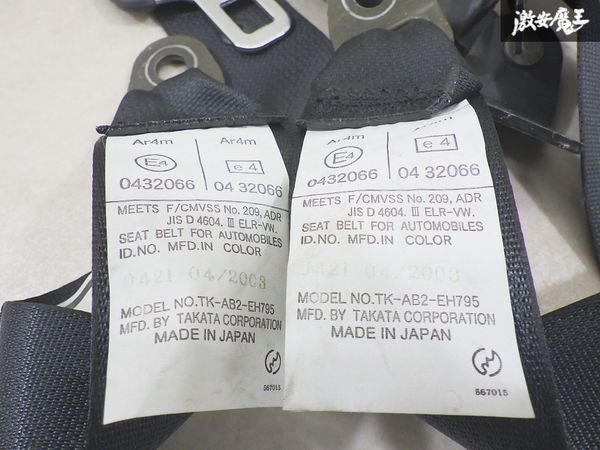 激安魔王
Ar4m Ar4m
E4 e4
0432066 04 32066
MEETS F/CMVSS No. 209, ADR
JIS D 4604. III ELR-VW.
SEAT BELT FOR AUTOMOBILES
ID.NO. MFD.IN COLOR
0421 04/2003
MODEL NO.TK-AB2-EH795
MFD. BY TAKATA CORPORATION
MADE IN JAPAN
567015
Ar4m Ar4m
E4 e4
0432066 04 32066
MEETS F/CMVSS No. 209, ADR
JIS D 4604. III ELR-VW.
SEAT BELT FOR AUTOMOBILES
ID.NO. MFD.IN COLOR
0421 04/2003
MODEL NO.TK-AB2-EH795
MFD. BY TAKATA CORPORATION
MADE IN JAPAN
567015